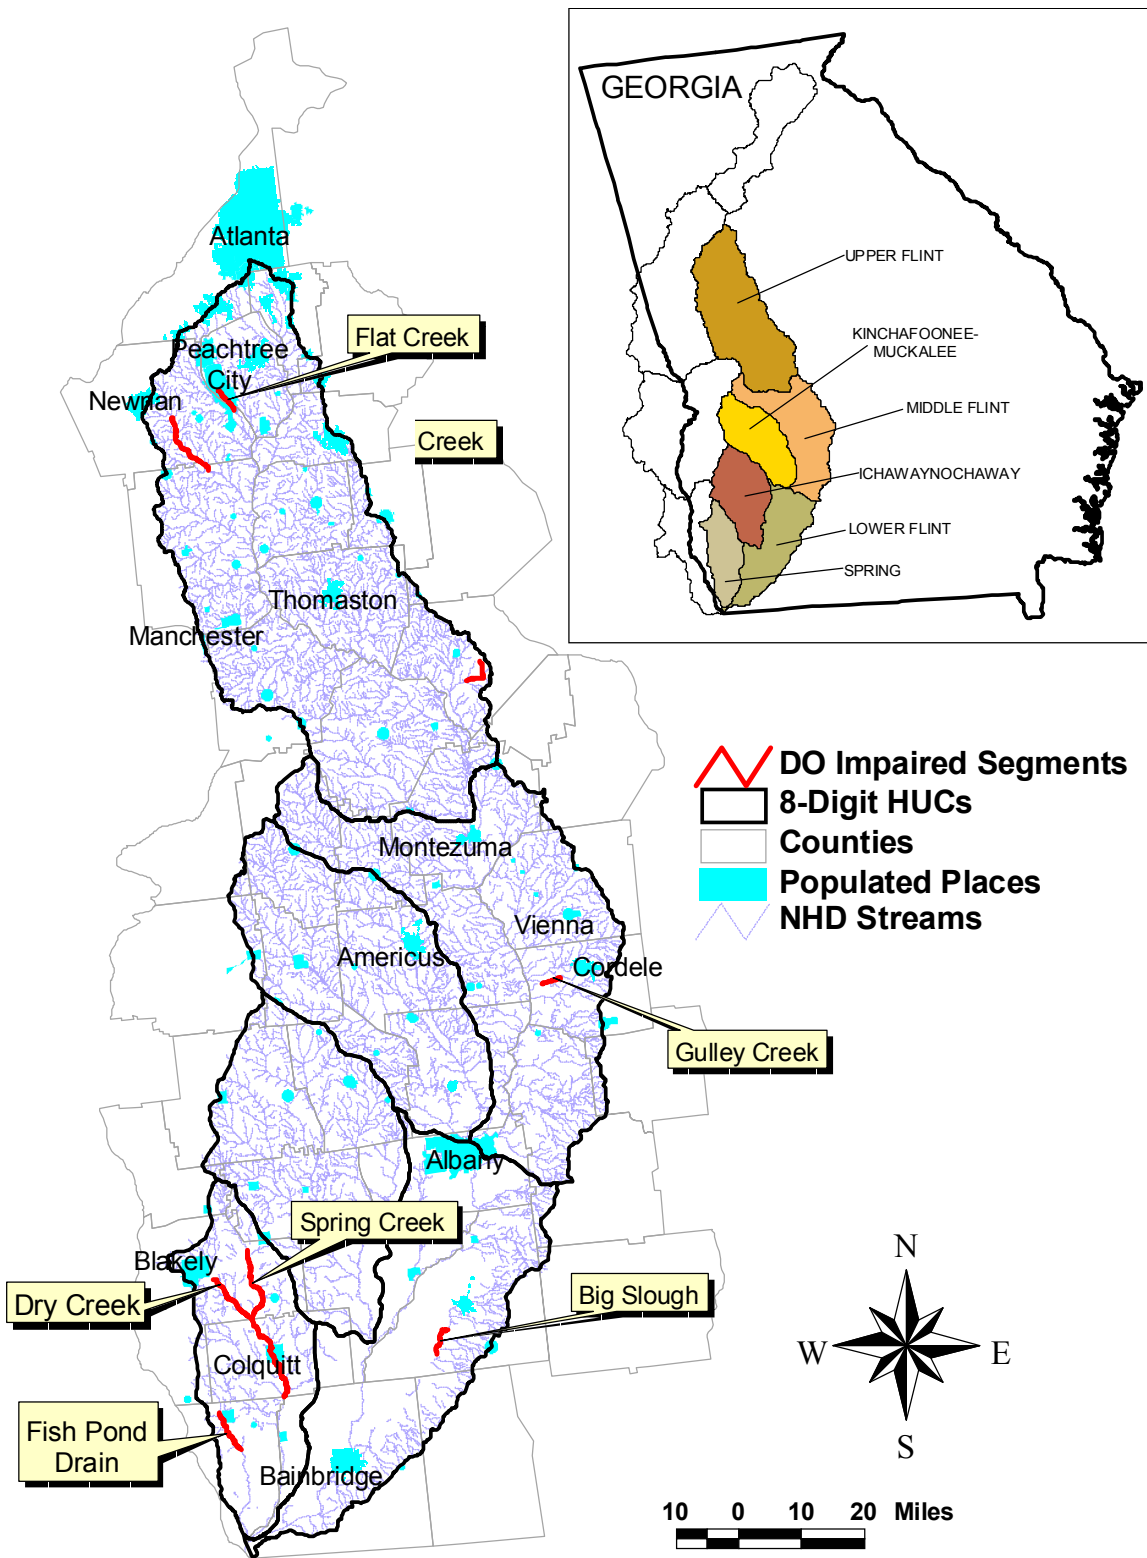 GEORGIA
UPPER FLINT
KINCHAFOONEE-
MUCKALEE
MIDDLE FLINT
ICHAWAYNOCHAWAY
LOWER FLINT
SPRING
Atlanta
Peachtree
City
Flat Creek
Newnan
Creek
Thomaston
Manchester
DO Impaired Segments
8-Digit HUCs
Counties
Populated Places
NHD Streams
Montezuma
Vienna
Americus
Cordele
Gulley Creek
Albany
Spring Creek
Blakely
Dry Creek
Big Slough
Colquitt
Fish Pond
Drain
Bainbridge
N
W
E
S
10 0 10 20 Miles